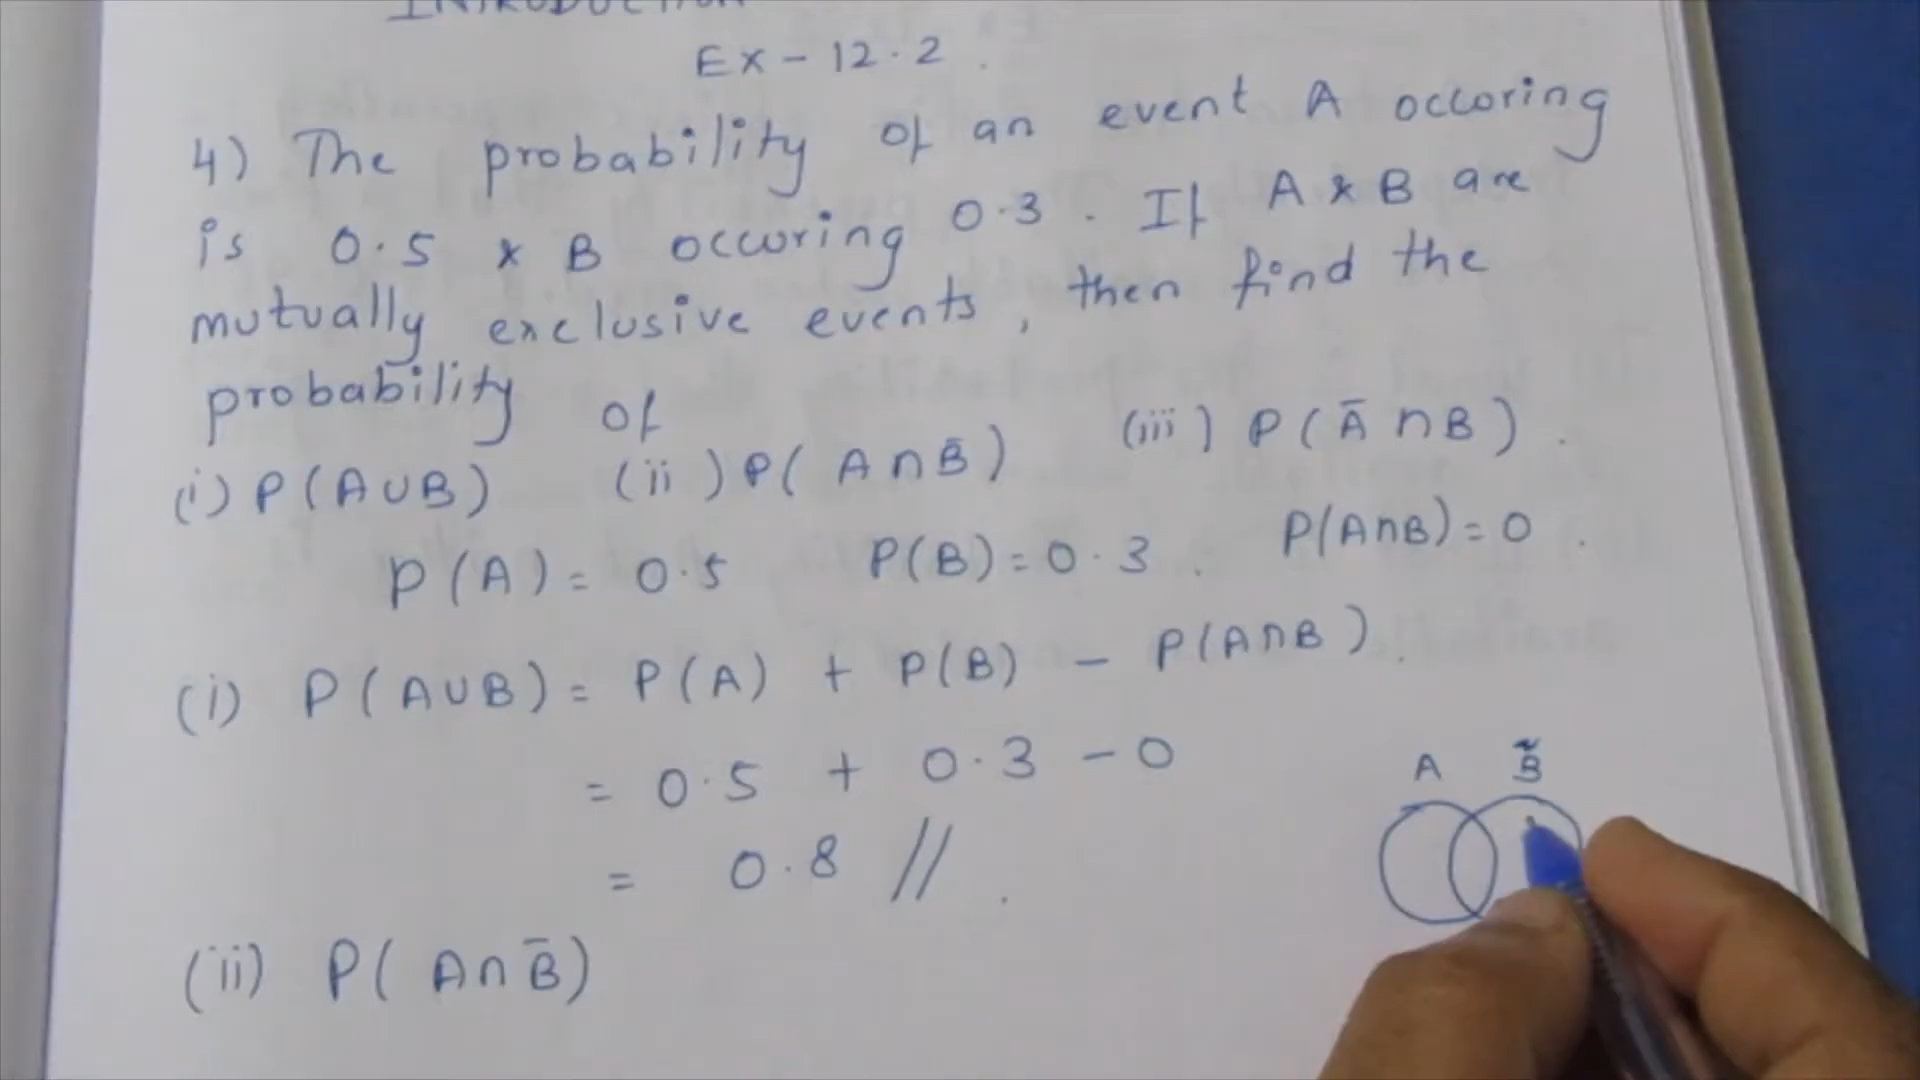 INTRODUCTION
EX - 12.2.
4) The probability of an event A occoring
is 0.5 & B occuring 0.3. If A & B are
mutually exclusive events, then find the
probability of
(i) P(A∪B) (ii) P(A∩B̄) (iii) P(Ā∩B).
P(A) = 0.5 P(B) = 0.3. P(A∩B) = 0.
(i) P(A∪B) = P(A) + P(B) - P(A∩B).
= 0.5 + 0.3 - 0
= 0.8 //.
A B
(ii) P(A∩B̄)